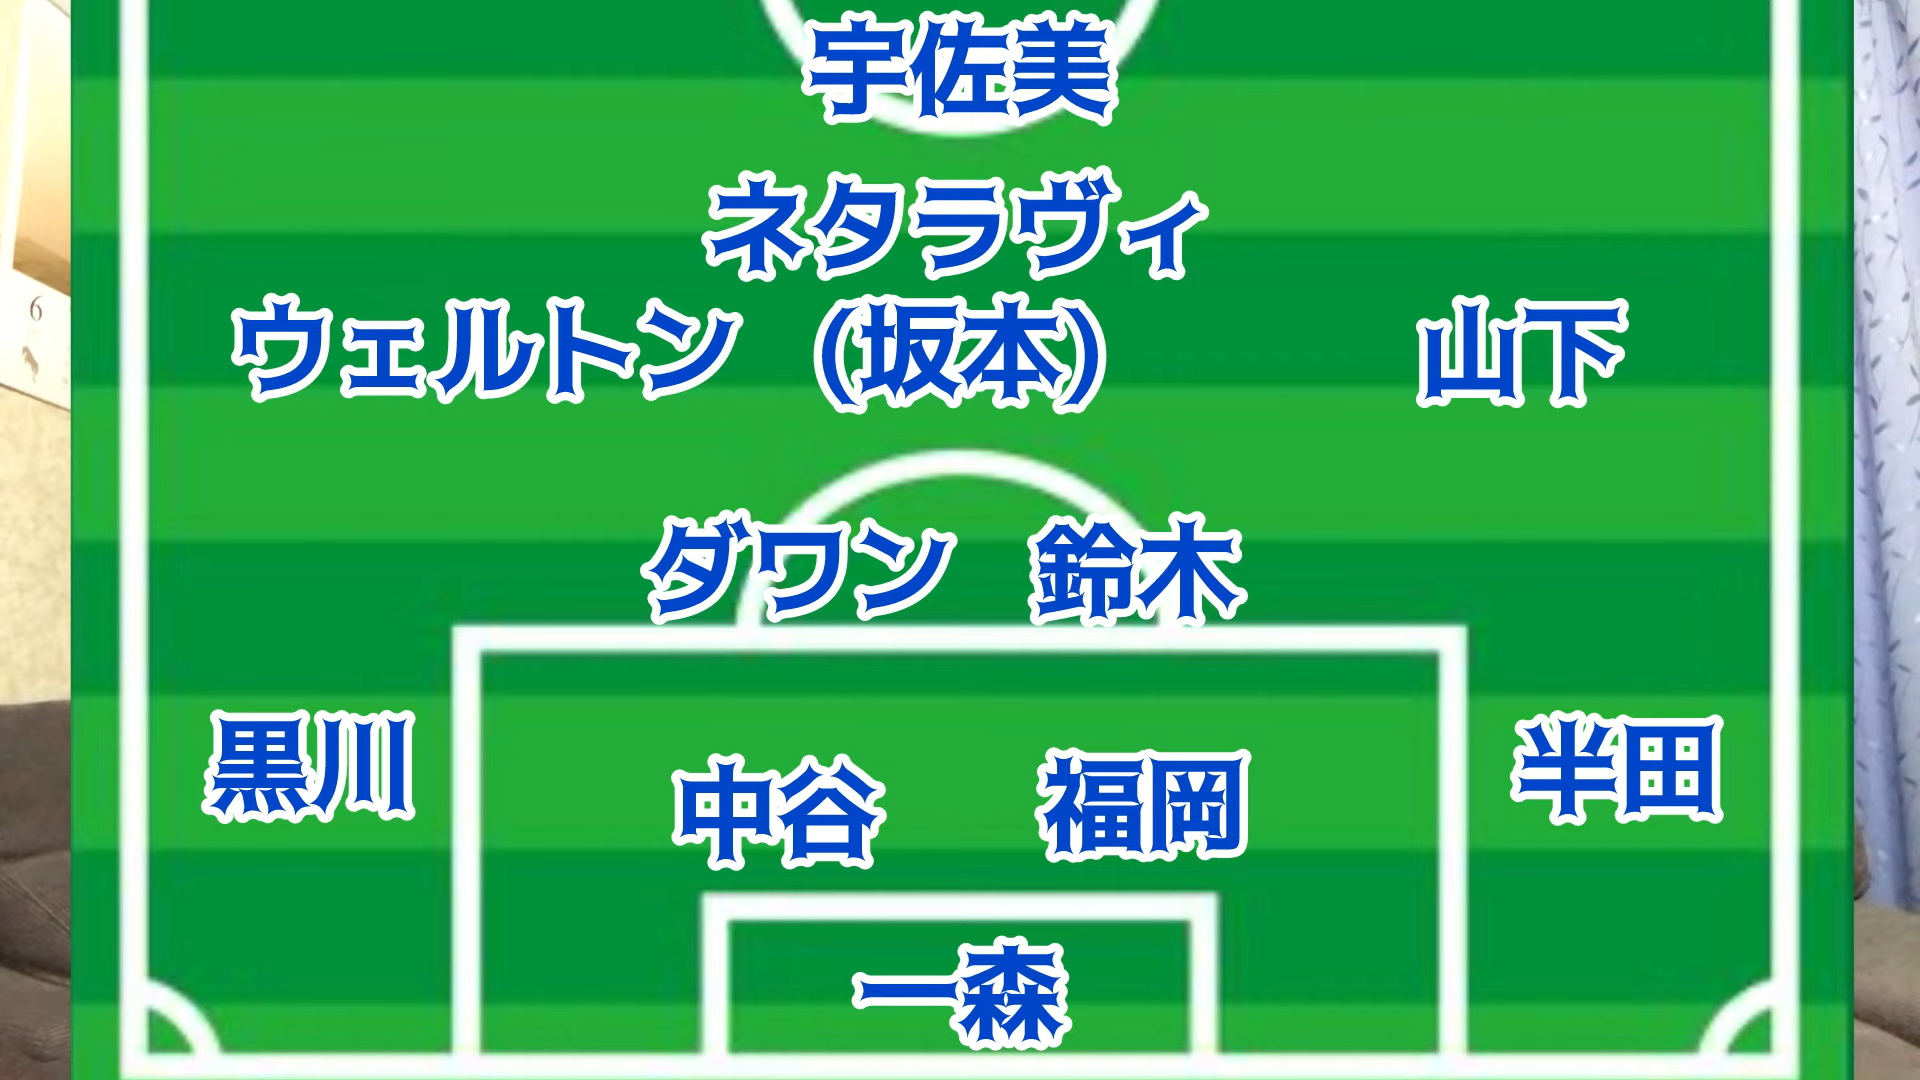 宇佐美
ネタラヴィ
ウェルトン (坂本) 山下
ダワン 鈴木
黒川 中谷 福岡 半田
一森
6